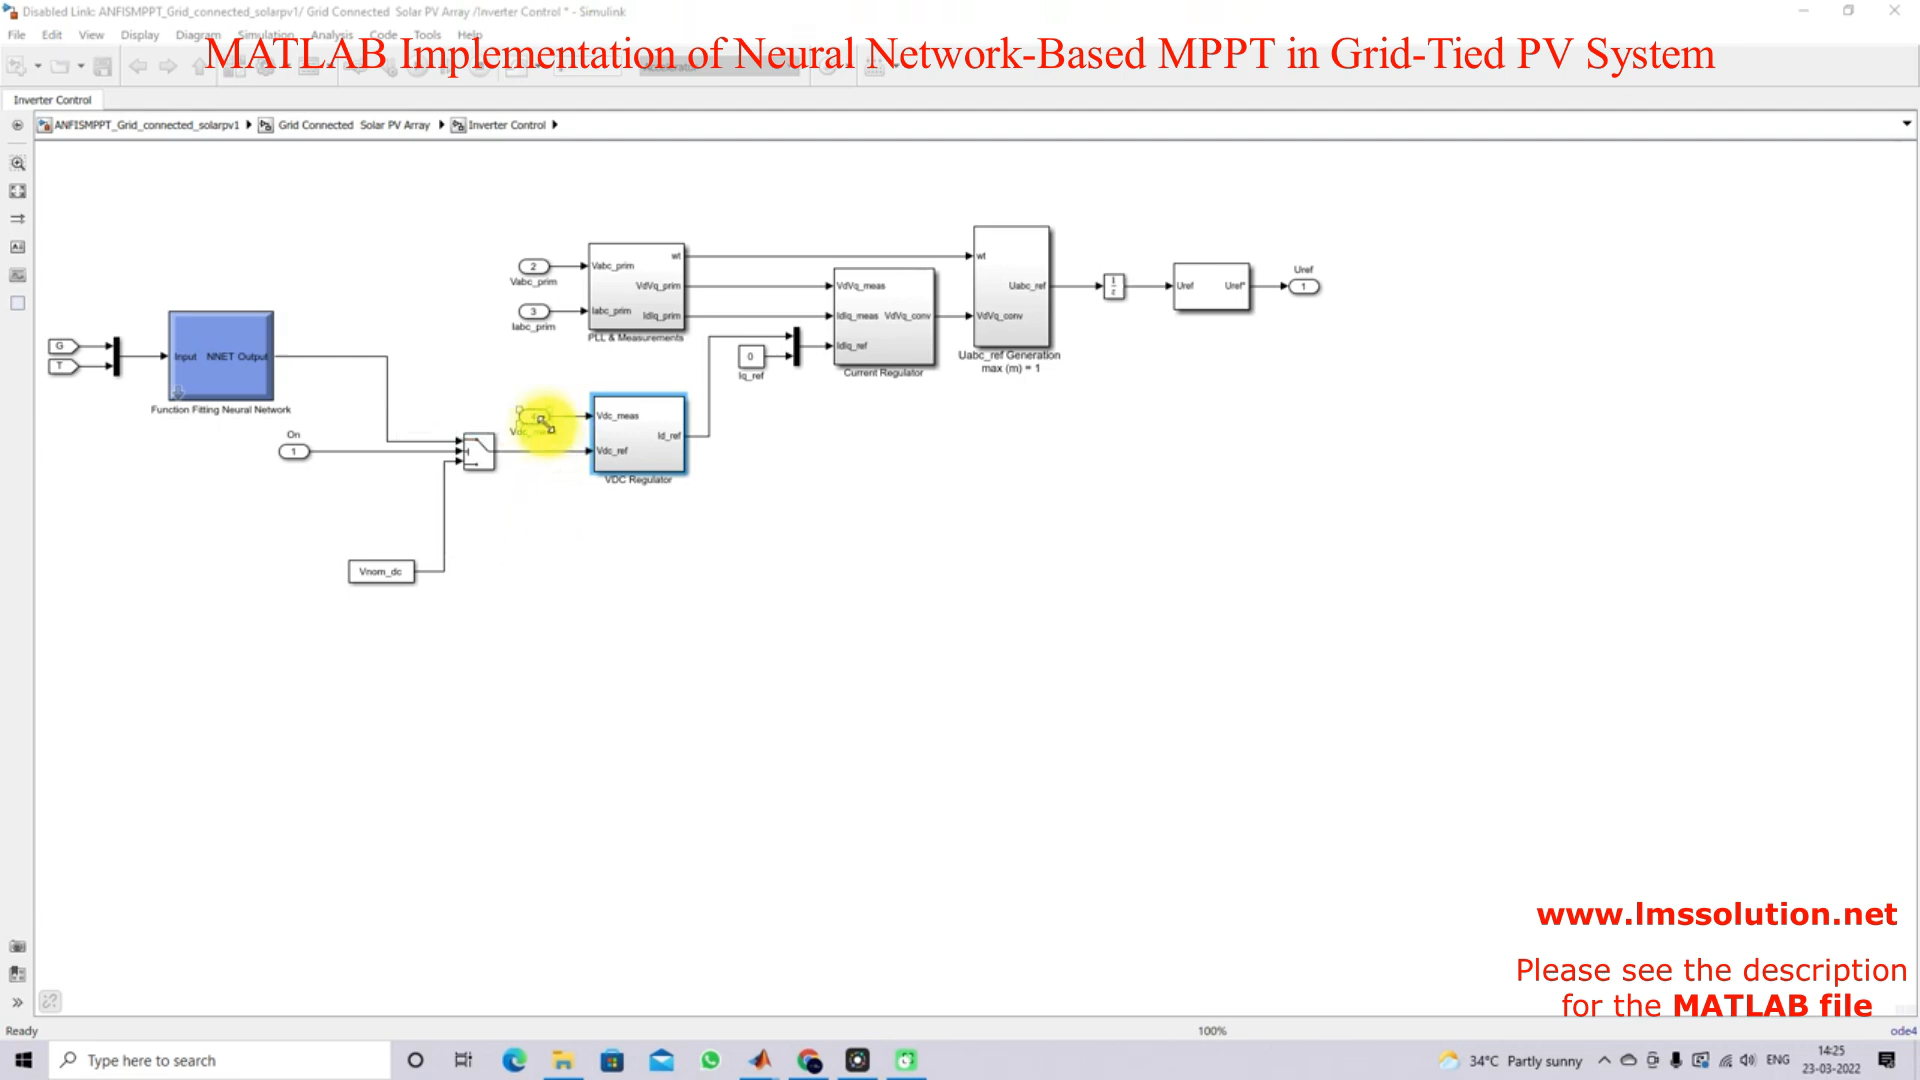 Disabled Link: ANFISMPPT_Grid_connected_solarpv1/ Grid Connected Solar PV Array /Inverter Control * - Simulink
File Edit View Display Diagram Simulation Analysis Code Tools Help
MATLAB Implementation of Neural Network-Based MPPT in Grid-Tied PV System
Inverter Control
ANFISMPPT_Grid_connected_solarpv1 Grid Connected Solar PV Array Inverter Control
2
Vabc_prim
3
Iabc_prim
Vabc_prim
Iabc_prim
wt
VdVq_prim
IdIq_prim
PLL & Measurements
VdVq_meas
IdIq_meas VdVq_conv
IdIq_ref
Current Regulator
0
Iq_ref
wt
Uabc_ref
VdVq_conv
Uabc_ref Generation
max (m) = 1
1
z
Uref Uref*
Uref
1
G
T
Input NNET Output
Function Fitting Neural Network
On
1
Vdc_meas
Vdc_ref
Id_ref
VDC Regulator
Vnom_dc
www.lmssolution.net
Please see the description
for the MATLAB file
Ready 100% ode4
Type here to search
34°C Partly sunny
ENG
14:25
23-03-2022